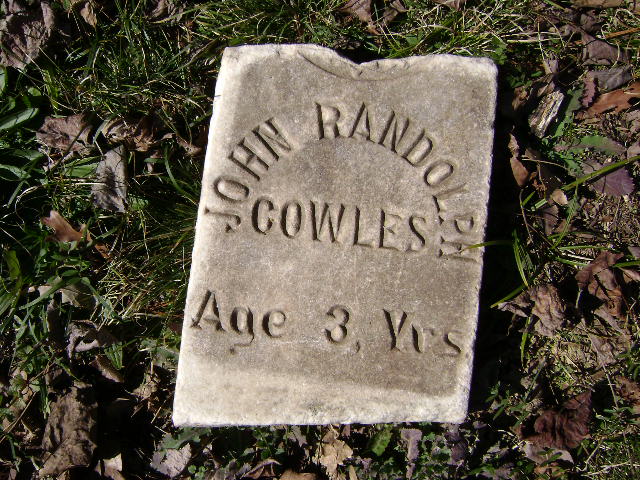 JOHN RANDOLPH
COWLES
Age 3, Yrs